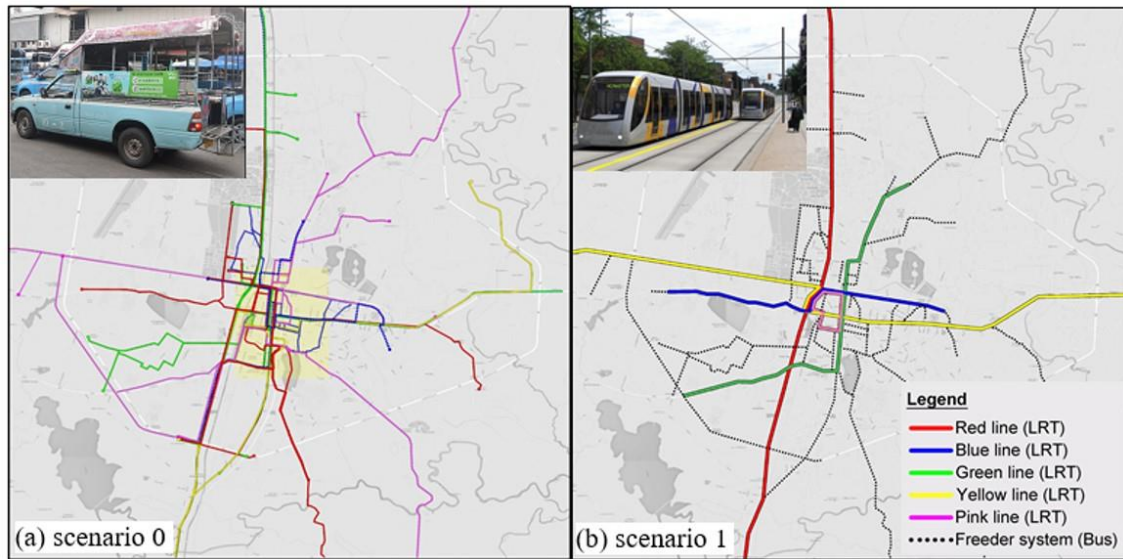 (a) scenario 0
(b) scenario 1
Legend
Red line (LRT)
Blue line (LRT)
Green line (LRT)
Yellow line (LRT)
Pink line (LRT)
Freeder system (Bus)